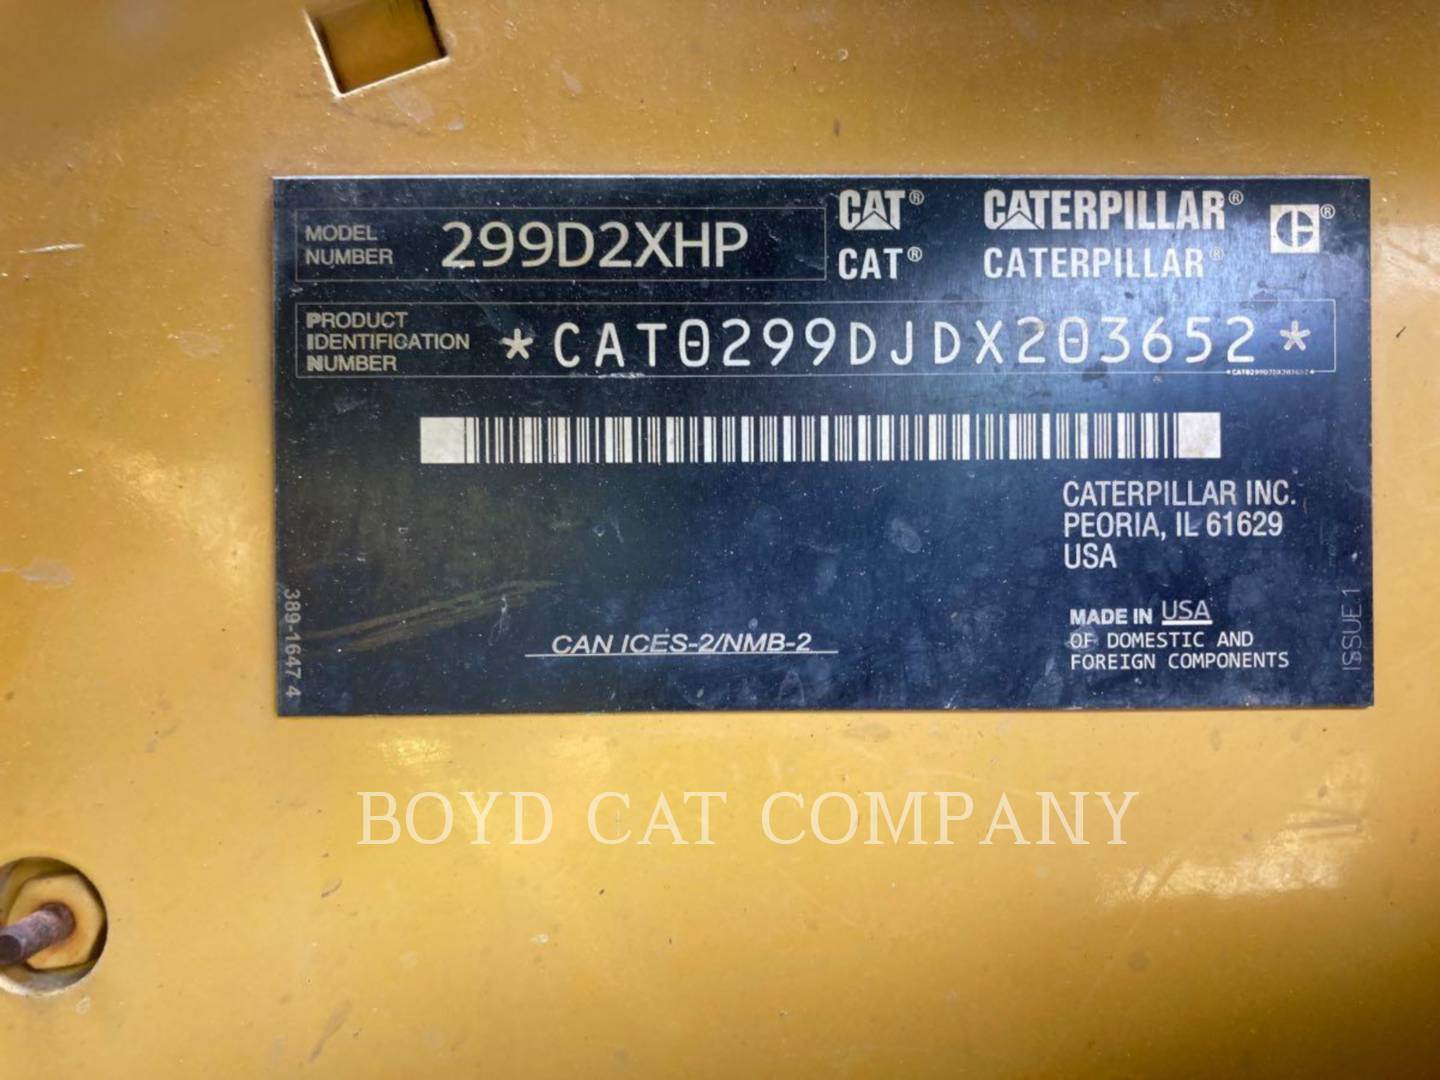 MODEL
NUMBER
299D2XHP
CAT® CATERPILLAR® ®
CAT® CATERPILLAR®
PRODUCT
IDENTIFICATION
NUMBER
*CAT0299DJDX203652*
*CAT0299DJDX203652*
CATERPILLAR INC.
PEORIA, IL 61629
USA
MADE IN USA
OF DOMESTIC AND
FOREIGN COMPONENTS
CAN ICES-2/NMB-2
389-1647 4
ISSUE 1
BOYD CAT COMPANY